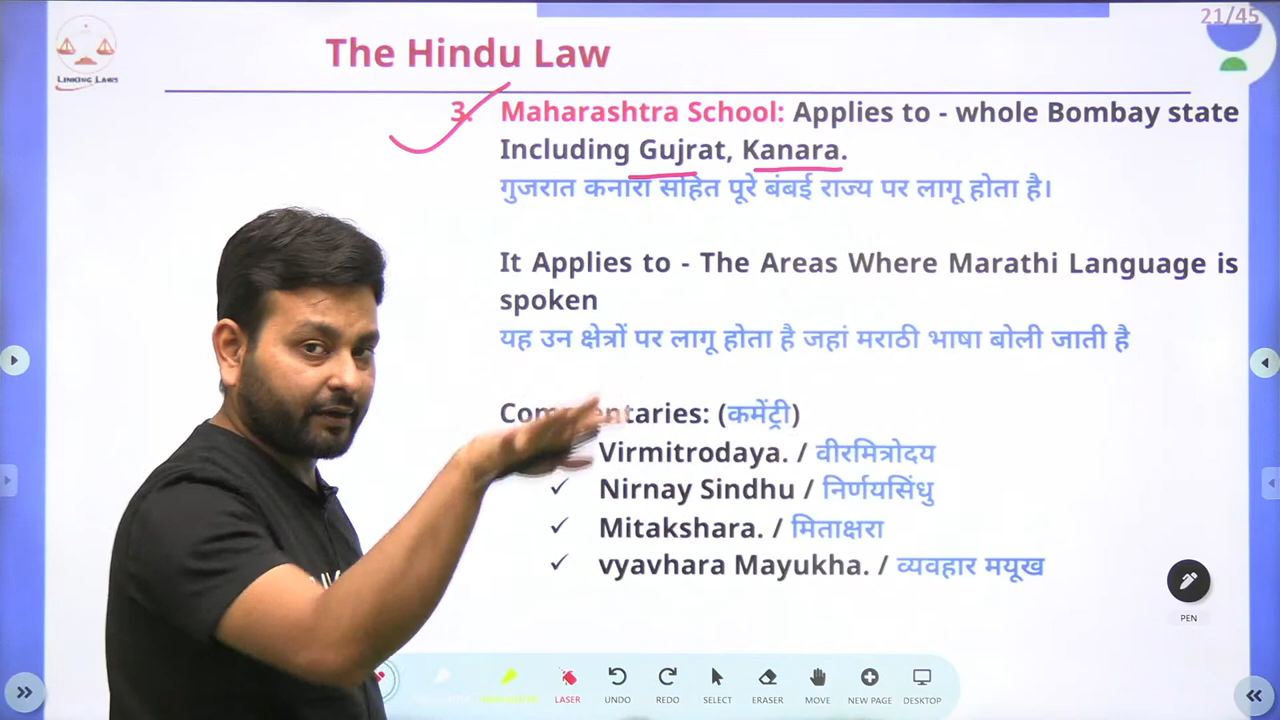 21/45
LINKING LAWS
The Hindu Law
3. Maharashtra School: Applies to - whole Bombay state
Including Gujrat, Kanara.
गुजरात कनारा सहित पूरे बंबई राज्य पर लागू होता है।
It Applies to - The Areas Where Marathi Language is
spoken
यह उन क्षेत्रों पर लागू होता है जहां मराठी भाषा बोली जाती है
Commentaries: (कमेंट्री)
Virmitrodaya. / वीरमित्रोदय
✓ Nirnay Sindhu / निर्णयसिंधु
✓ Mitakshara. / मिताक्षरा
✓ vyavhara Mayukha. / व्यवहार मयूख
PEN
LASER UNDO REDO SELECT ERASER MOVE NEW PAGE DESKTOP